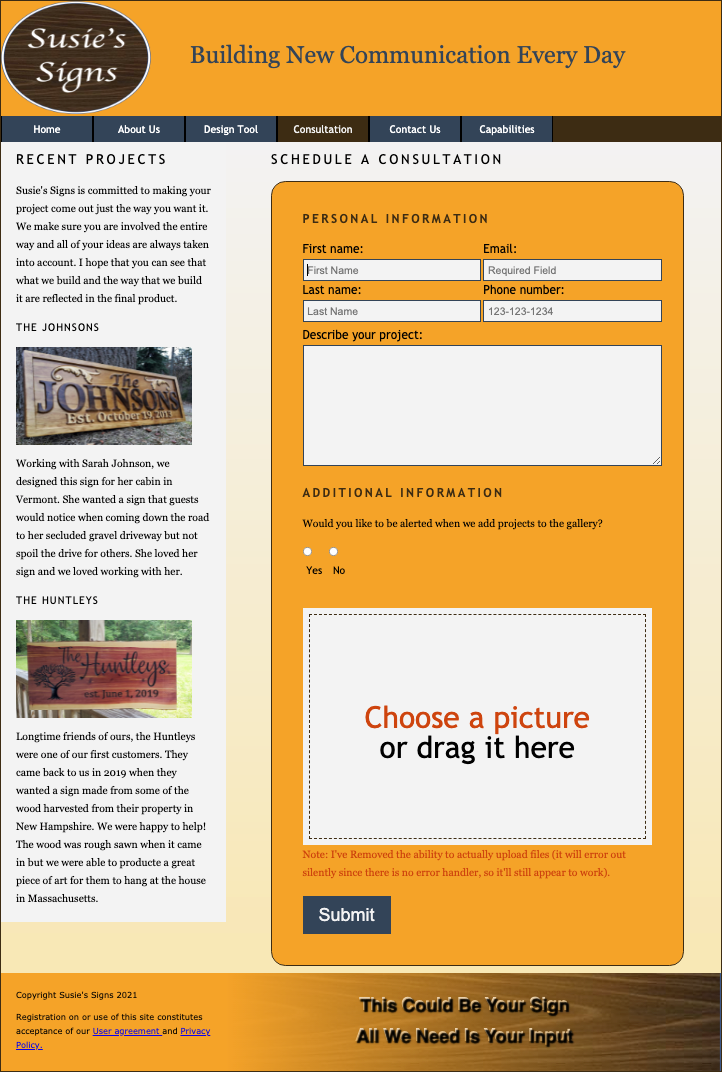 Susie's
Signs
Building New Communication Every Day
Home
About Us
Design Tool
Consultation
Contact Us
Capabilities
RECENT PROJECTS
Susie's Signs is committed to making your
project come out just the way you want it.
We make sure you are involved the entire
way and all of your ideas are always taken
into account. I hope that you can see that
what we build and the way that we build
it are reflected in the final product.
THE JOHNSONS
The
JOHNSONS
Est. October 19 2013
Working with Sarah Johnson, we
designed this sign for her cabin in
Vermont. She wanted a sign that guests
would notice when coming down the road
to her secluded gravel driveway but not
spoil the drive for others. She loved her
sign and we loved working with her.
THE HUNTLEYS
The Huntleys
est. June 1, 2019
Longtime friends of ours, the Huntleys
were one of our first customers. They
came back to us in 2019 when they
wanted a sign made from some of the
wood harvested from their property in
New Hampshire. We were happy to help!
The wood was rough sawn when it came
in but we were able to producte a great
piece of art for them to hang at the house
in Massachusetts.
SCHEDULE A CONSULTATION
PERSONAL INFORMATION
First name:
Email:
First Name
Required Field
Last name:
Phone number:
Last Name
123-123-1234
Describe your project:
ADDITIONAL INFORMATION
Would you like to be alerted when we add projects to the gallery?
Yes
No
Choose a picture
or drag it here
Note: I've Removed the ability to actually upload files (it will error out
silently since there is no error handler, so it'll still appear to work).
Submit
Copyright Susie's Signs 2021
Registration on or use of this site constitutes
acceptance of our User agreement and Privacy
Policy.
This Could Be Your Sign
All We Need Is Your Input